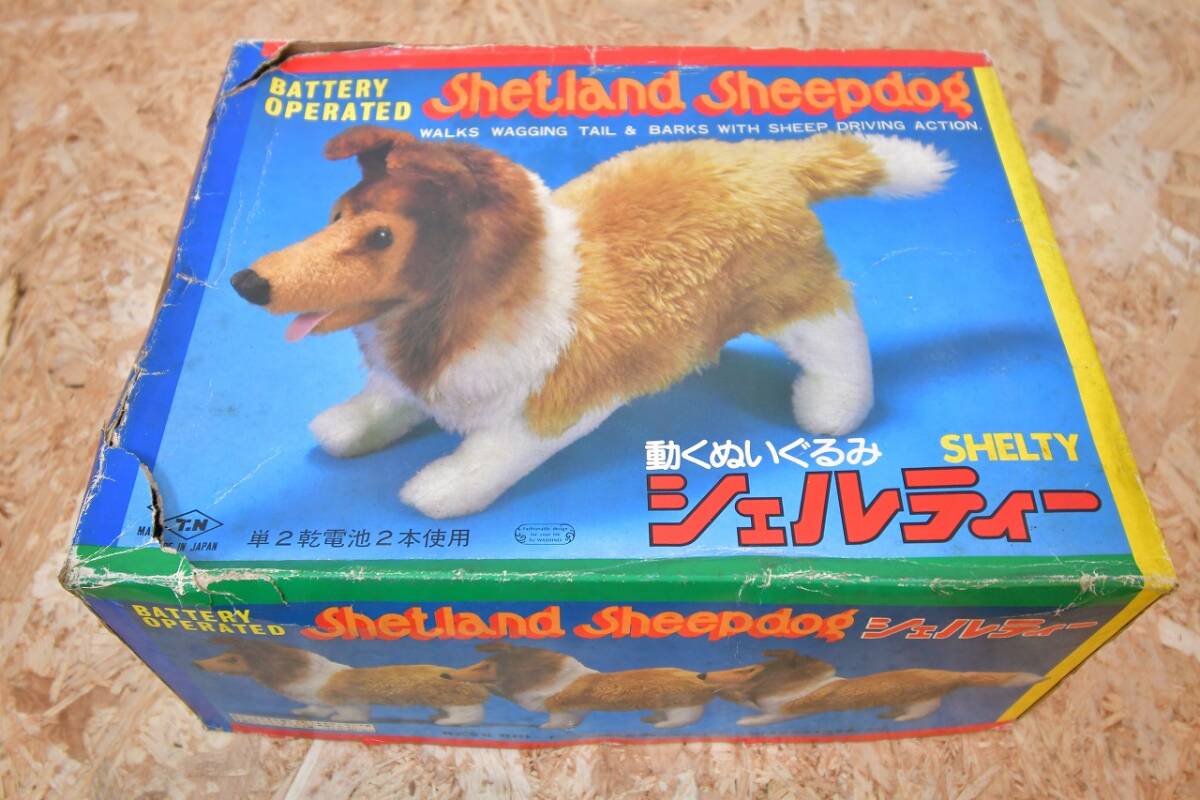 BATTERY
OPERATED
Shetland Sheepdog
WALKS WAGGING TAIL & BARKS WITH SHEEP DRIVING ACTION.
動くぬいぐるみ
SHELTY
シェルティー
T.N
MADE IN JAPAN
単2乾電池2本使用
BATTERY
OPERATED
Shetland Sheepdog
シェルティー